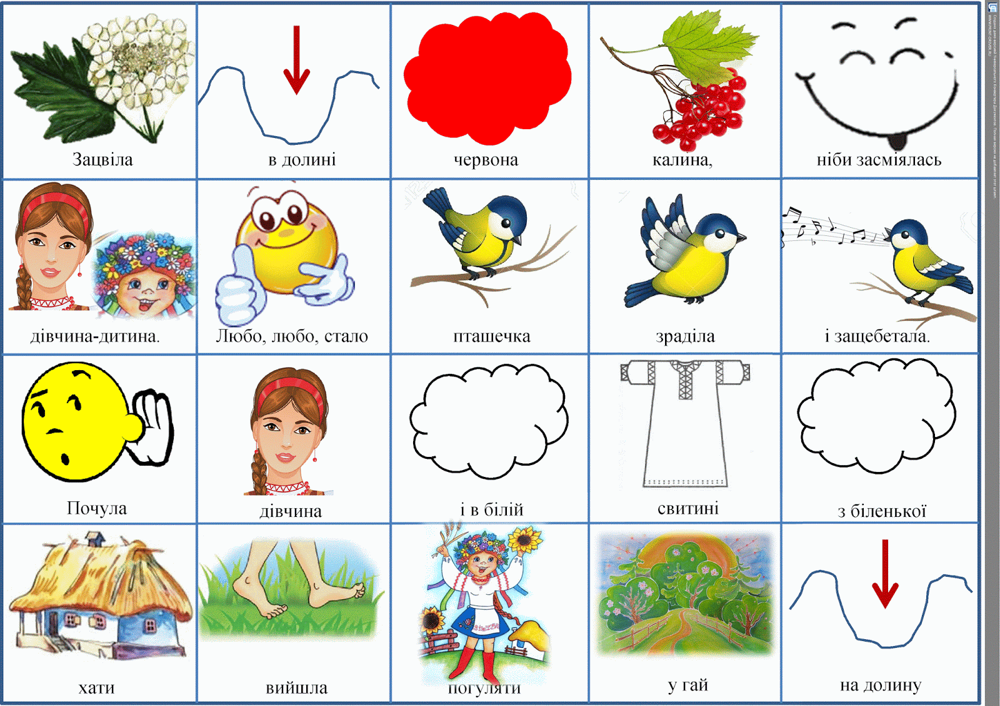 Зацвіла
в долині
червона
калина,
ніби засміялась
дівчина-дитина.
Любо, любо, стало
пташечка
зраділа
і защебетала.
Почула
дівчина
і в білій
свитині
з біленької
хати
вийшла
погуляти
у гай
на долину